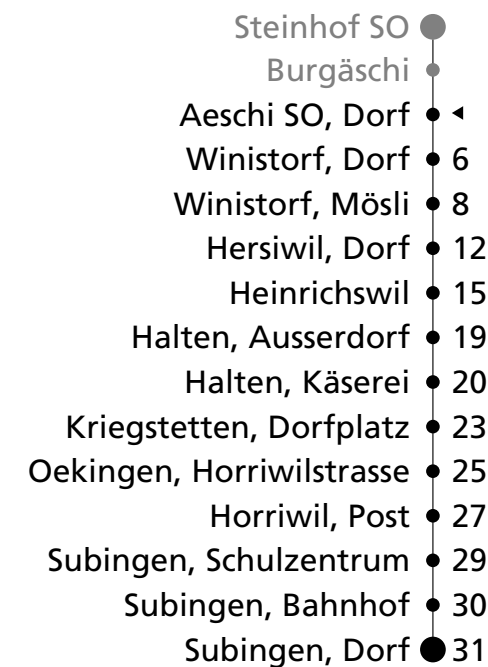 Steinhof SO
Burgäschi
Aeschi SO, Dorf
Winistorf, Dorf 6
Winistorf, Mösli 8
Hersiwil, Dorf 12
Heinrichswil 15
Halten, Ausserdorf 19
Halten, Käserei 20
Kriegstetten, Dorfplatz 23
Oekingen, Horriwilstrasse 25
Horriwil, Post 27
Subingen, Schulzentrum 29
Subingen, Bahnhof 30
Subingen, Dorf 31